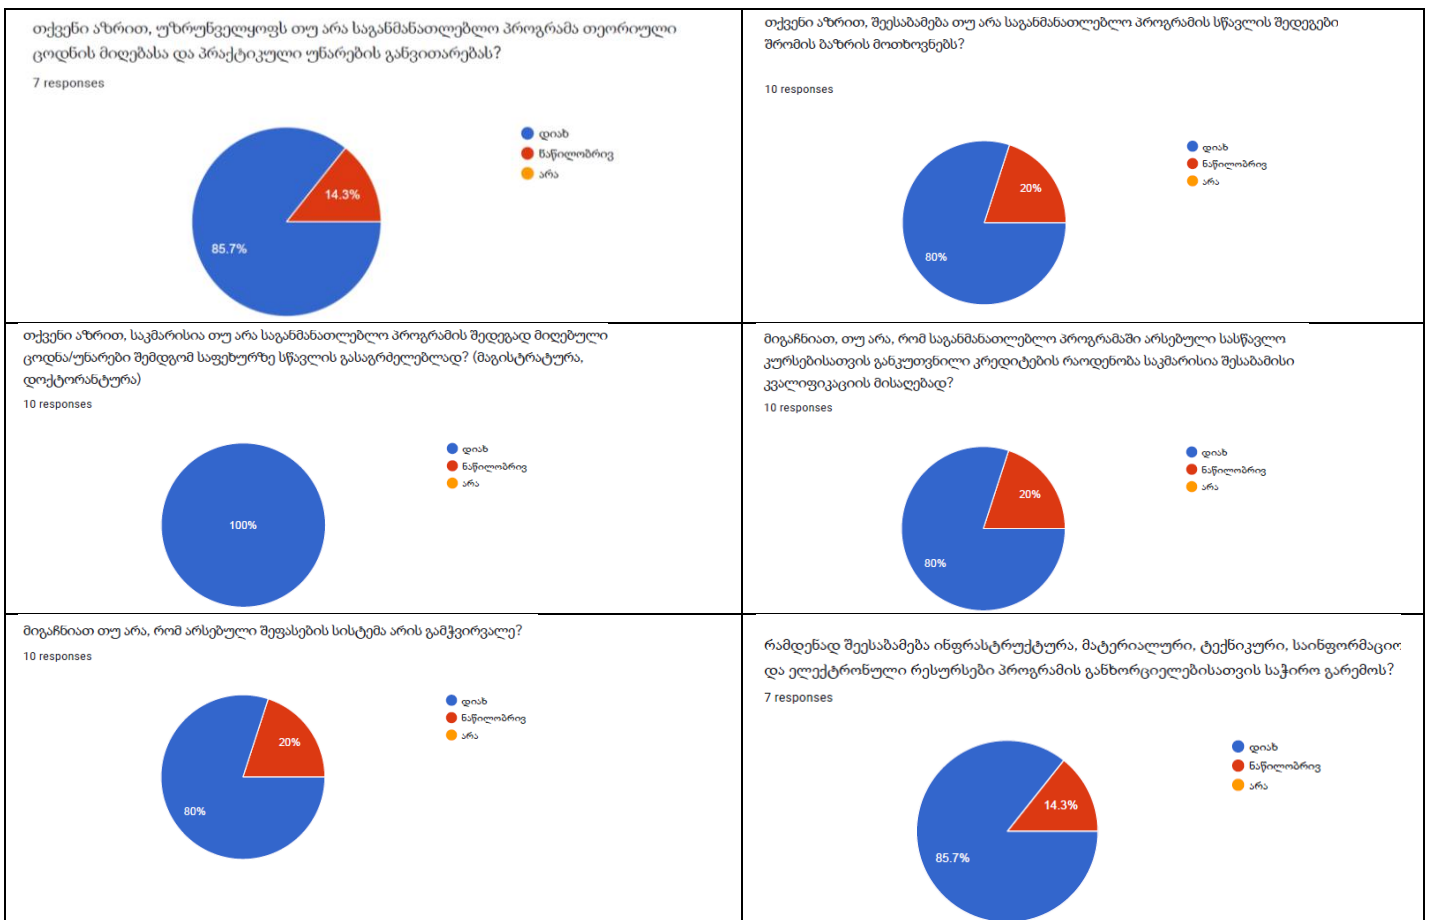 თქვენი აზრით, უზრუნველყოფს თუ არა საგანმანათლებლო პროგრამა თეორიული
ცოდნის მიღებასა და პრაქტიკული უნარების განვითარებას?
7 responses
დიახ
ნაწილობრივ
არა
14.3%
85.7%
თქვენი აზრით, შეესაბამება თუ არა საგანმანათლებლო პროგრამის სწავლის შედეგები
შრომის ბაზრის მოთხოვნებს?
10 responses
დიახ
ნაწილობრივ
არა
20%
80%
თქვენი აზრით, საკმარისია თუ არა საგანმანათლებლო პროგრამის შედეგად მიღებული
ცოდნა/უნარები შემდგომ საფეხურზე სწავლის გასაგრძელებლად? (მაგისტრატურა,
დოქტორანტურა)
10 responses
დიახ
ნაწილობრივ
არა
100%
მიგაჩნიათ, თუ არა, რომ საგანმანათლებლო პროგრამაში არსებული სასწავლო
კურსებისათვის განკუთვნილი კრედიტების რაოდენობა საკმარისია შესაბამისი
კვალიფიკაციის მისაღებად?
10 responses
დიახ
ნაწილობრივ
არა
20%
80%
მიგაჩნიათ თუ არა, რომ არსებული შეფასების სისტემა არის გამჭვირვალე?
10 responses
დიახ
ნაწილობრივ
არა
20%
80%
რამდენად შეესაბამება ინფრასტრუქტურა, მატერიალური, ტექნიკური, საინფორმაციო
და ელექტრონული რესურსები პროგრამის განხორციელებისათვის საჭირო გარემოს?
7 responses
დიახ
ნაწილობრივ
არა
14.3%
85.7%